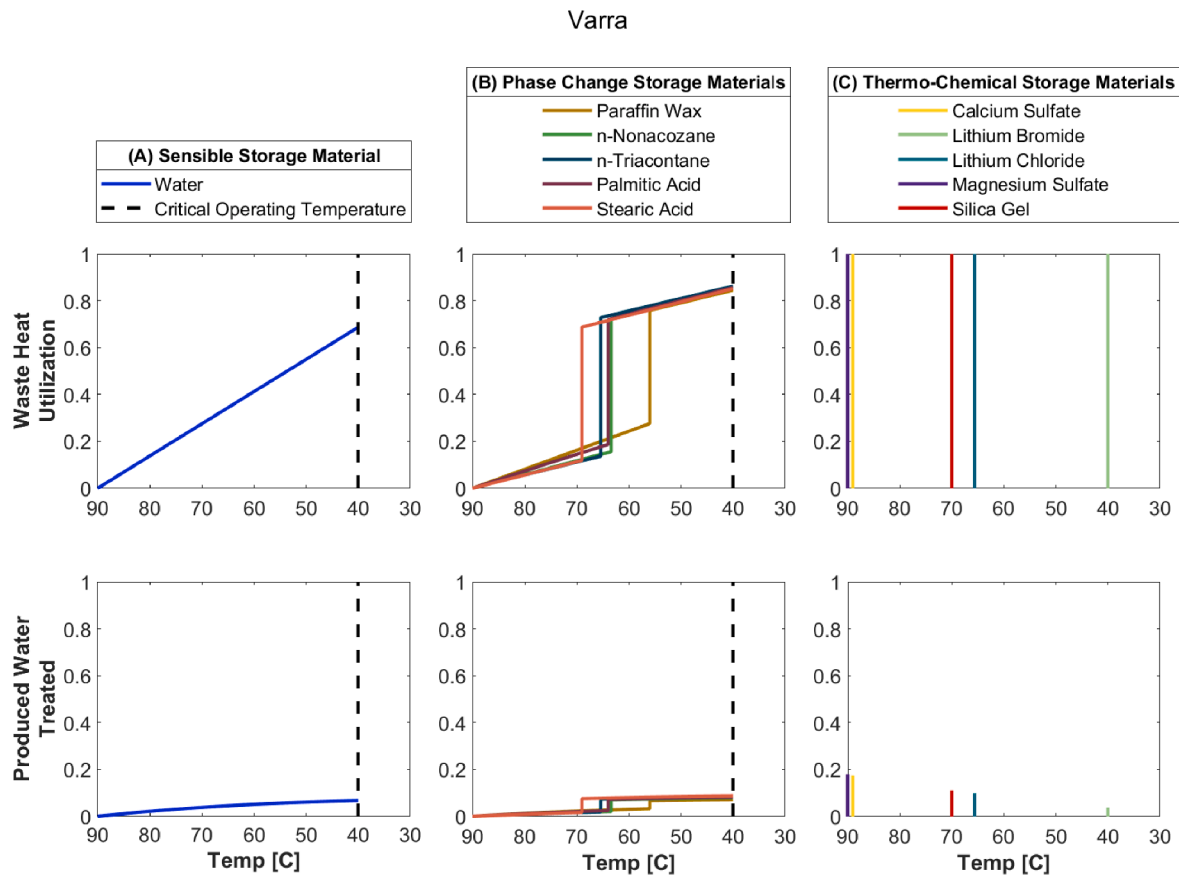 Varra
(A) Sensible Storage Material
Water
Critical Operating Temperature
(B) Phase Change Storage Materials
Paraffin Wax
n-Nonacozane
n-Triacontane
Palmitic Acid
Stearic Acid
(C) Thermo-Chemical Storage Materials
Calcium Sulfate
Lithium Bromide
Lithium Chloride
Magnesium Sulfate
Silica Gel
Waste Heat
Utilization
1
0.8
0.6
0.4
0.2
0
90 80 70 60 50 40 30
1
0.8
0.6
0.4
0.2
0
90 80 70 60 50 40 30
1
0.8
0.6
0.4
0.2
0
90 80 70 60 50 40 30
Produced Water
Treated
1
0.8
0.6
0.4
0.2
0
90 80 70 60 50 40 30
Temp [C]
1
0.8
0.6
0.4
0.2
0
90 80 70 60 50 40 30
Temp [C]
1
0.8
0.6
0.4
0.2
0
90 80 70 60 50 40 30
Temp [C]